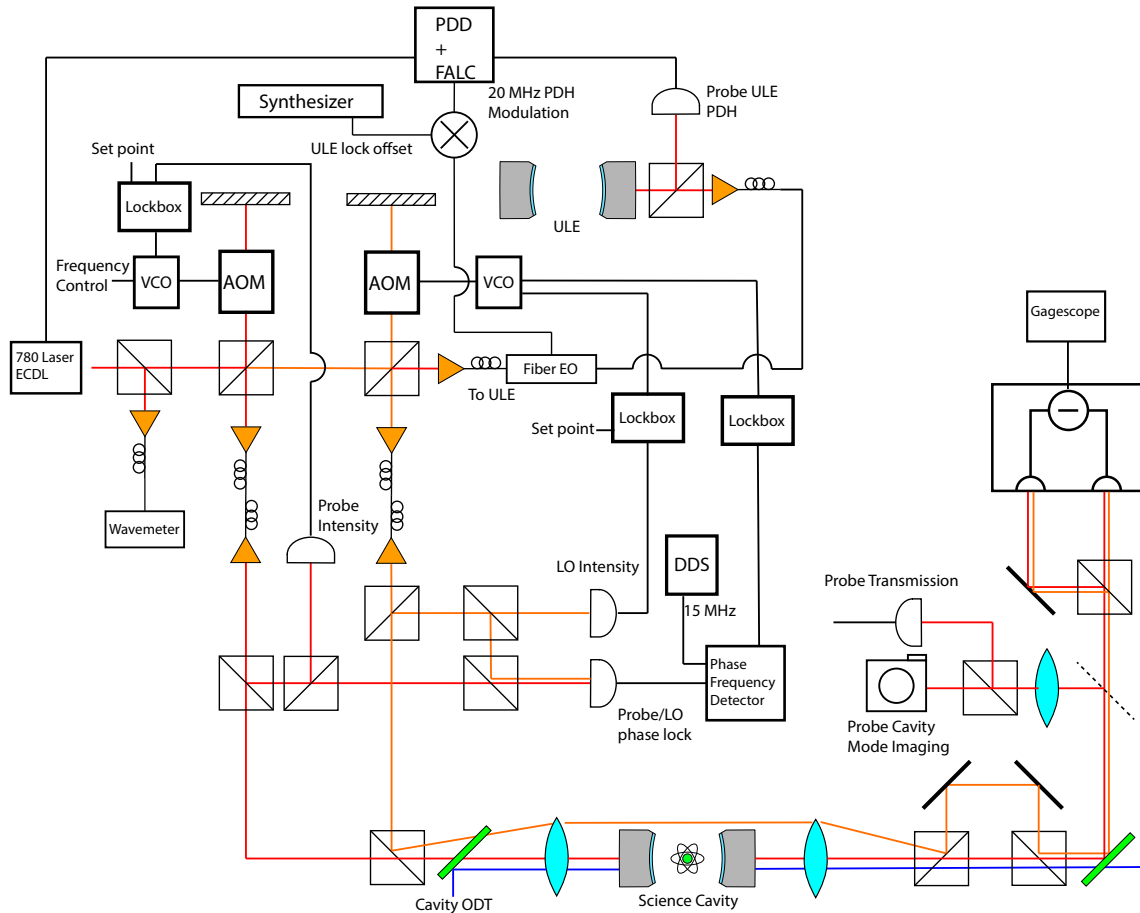 PDD
+
FALC
20 MHz PDH
Modulation
Probe ULE
PDH
Synthesizer
ULE lock offset
Set point
Lockbox
ULE
Frequency
Control
VCO
AOM
AOM
VCO
Gagescope
780 Laser
ECDL
To ULE
Fiber EO
Set point
Lockbox
Lockbox
Wavemeter
Probe
Intensity
LO Intensity
DDS
15 MHz
Probe Transmission
Phase
Frequency
Detector
Probe/LO
phase lock
Probe Cavity
Mode Imaging
Cavity ODT
Science Cavity